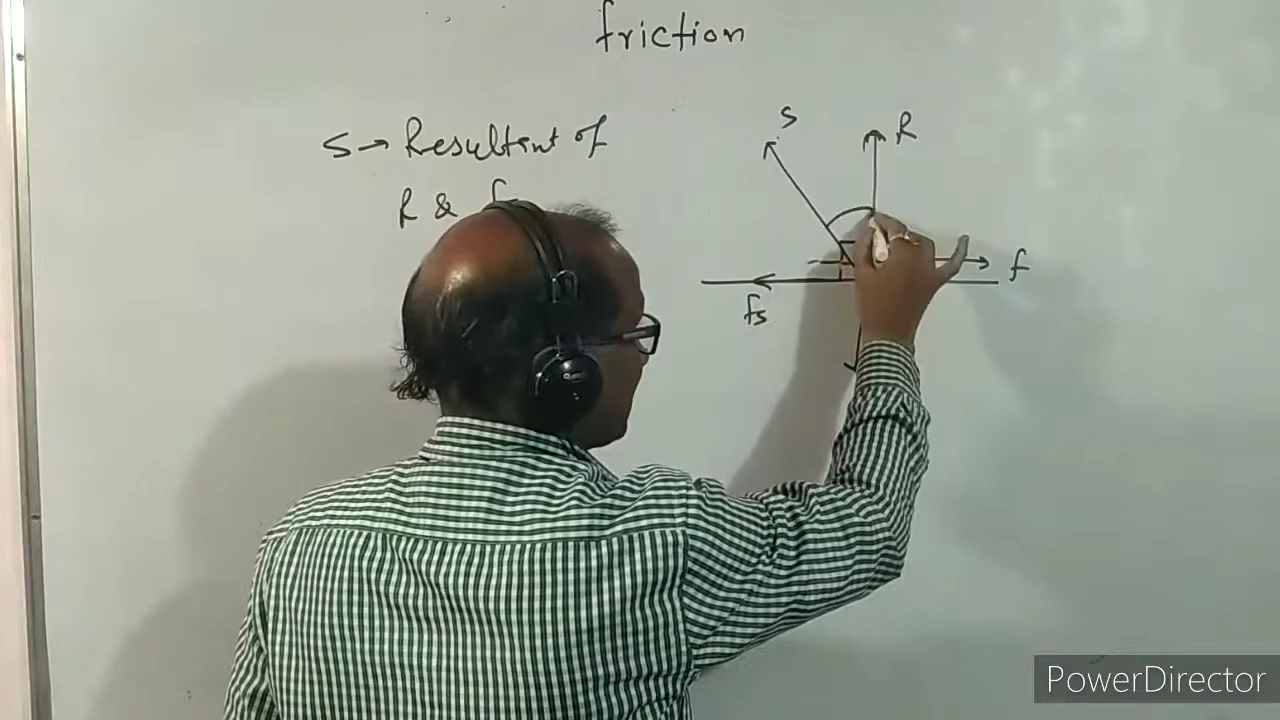 friction
S → Resultant of
R & f
S
R
f
fs
PowerDirector